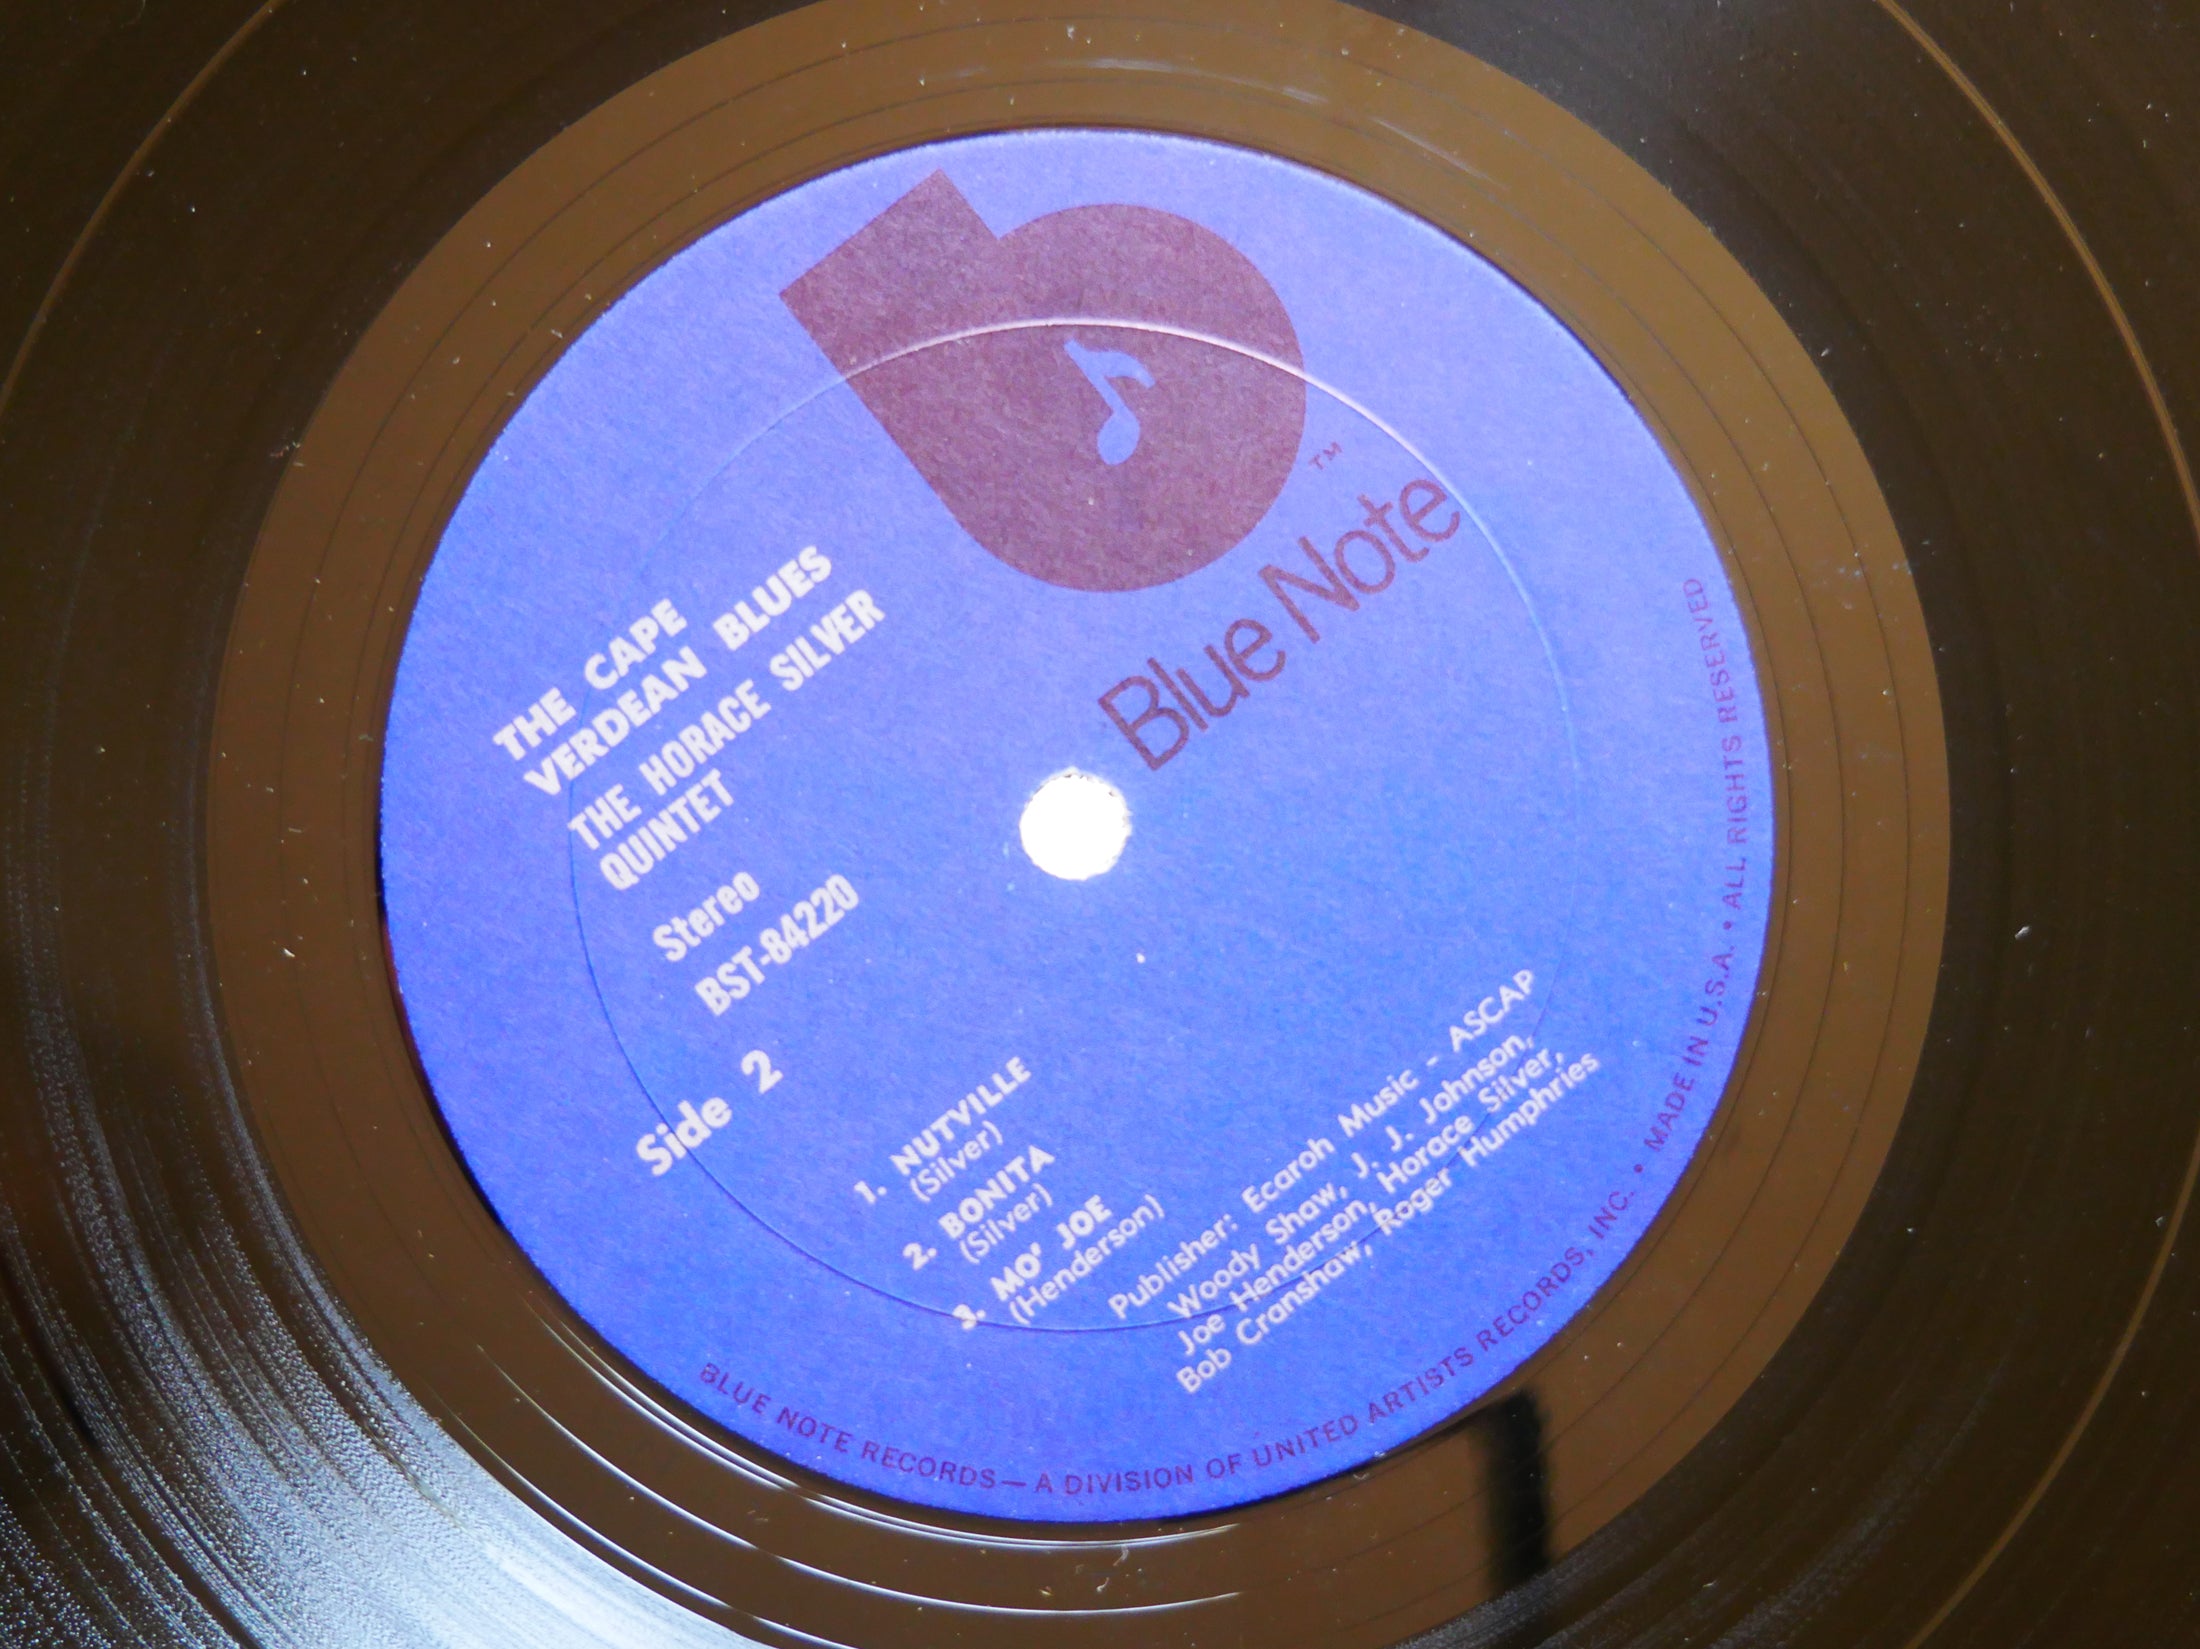 Blue Note
TM
THE CAPE
VERDEAN BLUES
THE HORACE SILVER
QUINTET
Stereo
BST-84220
Side 2
1. NUTVILLE
(Silver)
2. BONITA
(Silver)
3. MO' JOE
(Henderson)
Publisher: Ecaroh Music - ASCAP
Woody Shaw, J. J. Johnson,
Joe Henderson, Horace Silver,
Bob Cranshaw, Roger Humphries
BLUE NOTE RECORDS—A DIVISION OF UNITED ARTISTS RECORDS, INC. • MADE IN U.S.A. • ALL RIGHTS RESERVED